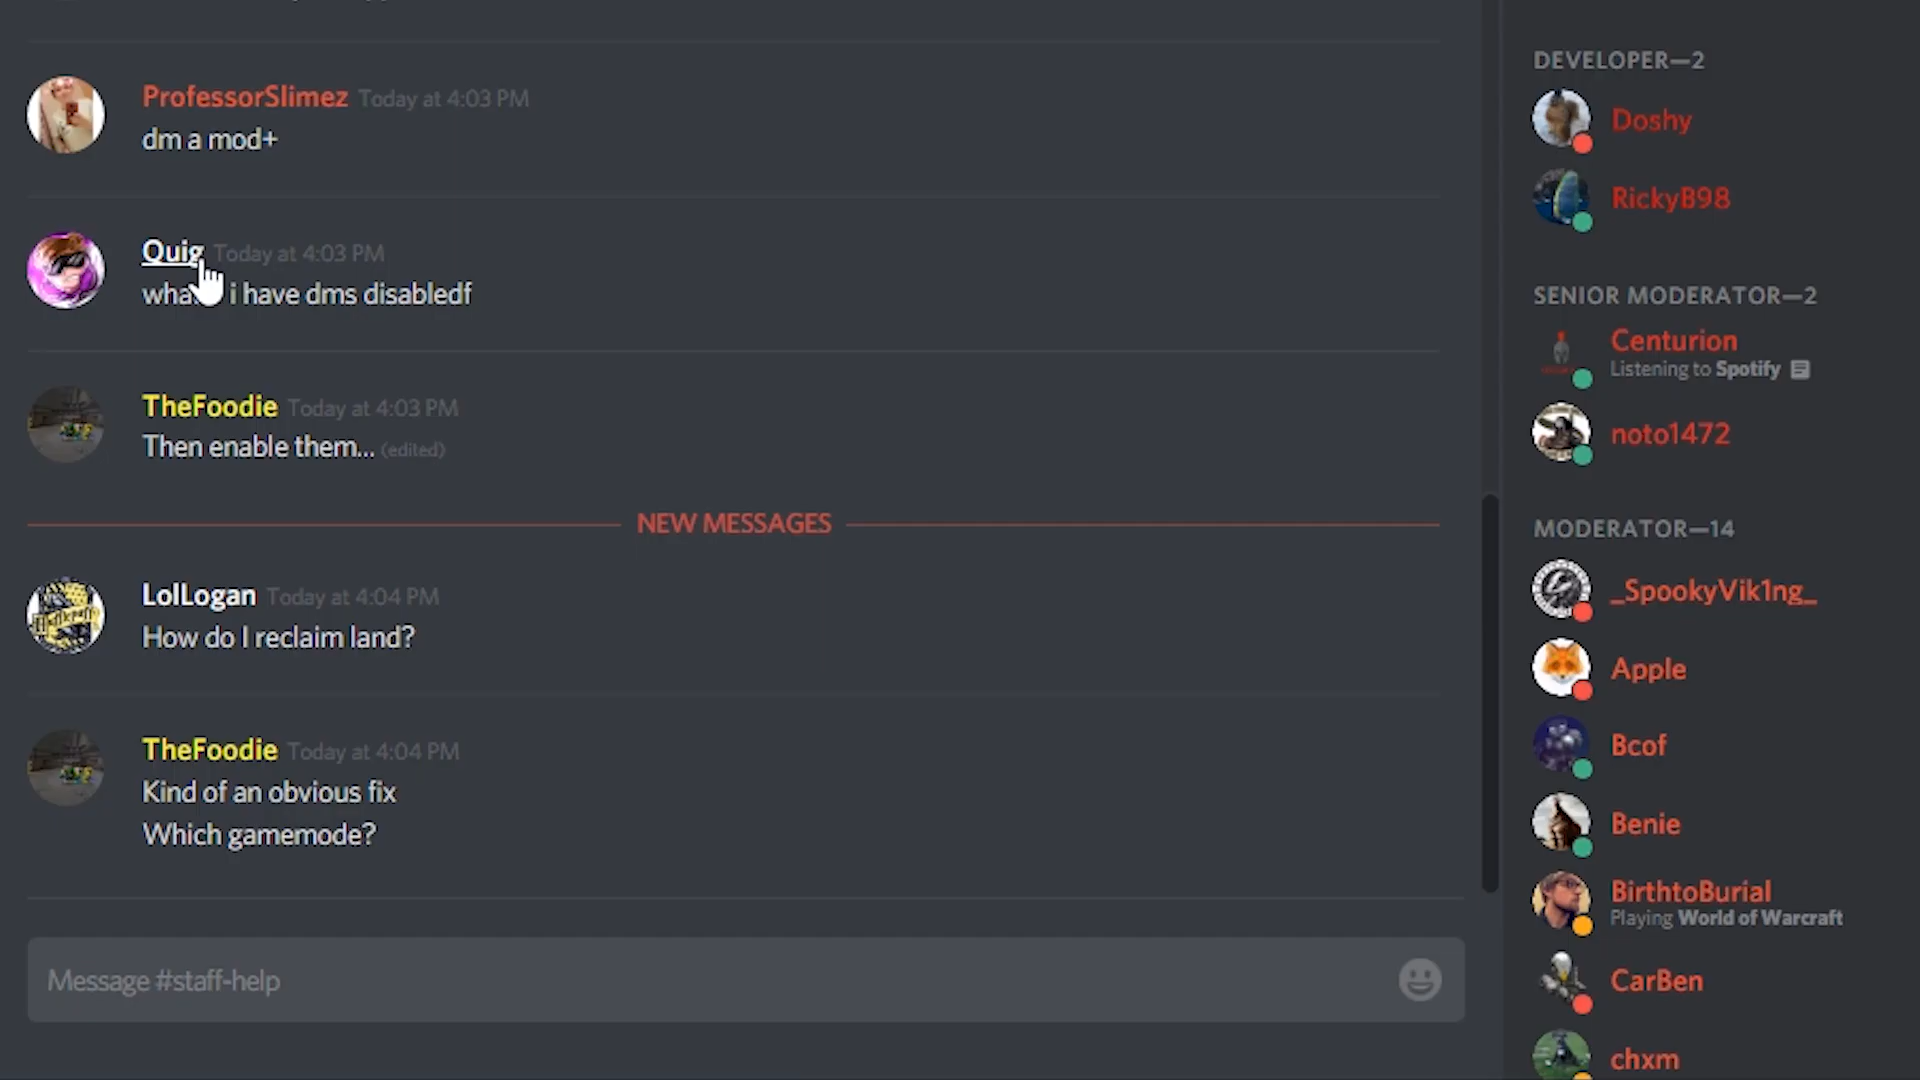 ProfessorSlimez Today at 4:03 PM
dm a mod+
Quig Today at 4:03 PM
i have dms disabledf
TheFoodie Today at 4:03 PM
Then enable them... (edited)
NEW MESSAGES
LolLogan Today at 4:04 PM
How do I reclaim land?
TheFoodie Today at 4:04 PM
Kind of an obvious fix
Which gamemode?
Message #staff-help
DEVELOPER—2
Doshy
RickyB98
SENIOR MODERATOR—2
Centurion
Listening to Spotify
noto1472
MODERATOR—14
_SpookyVik1ng_
Apple
Bcof
Benie
BirthtoBurial
Playing World of Warcraft
CarBen
chxm